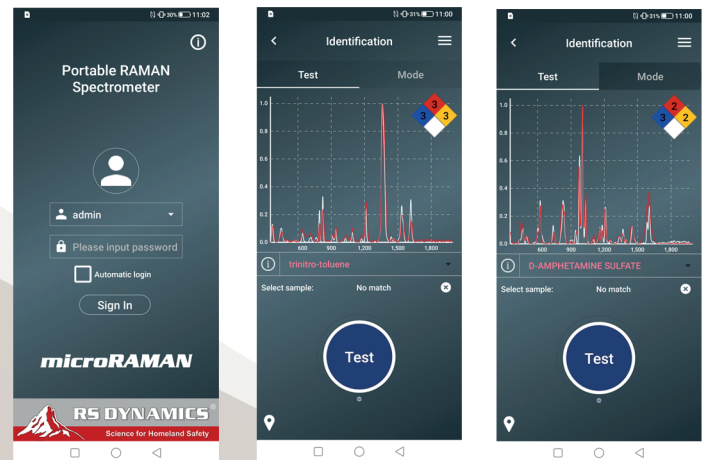 30% 11:02
Portable RAMAN
Spectrometer
admin
Please input password
Automatic login
Sign In
microRAMAN
RS DYNAMICS®
Science for Homeland Safety
31% 11:00
Identification
Test Mode
3
3 3
1.0
0.8
0.6
0.4
0.2
0.0
600 900 1,200 1,500 1,800
trinitro-toluene
Select sample: No match
Test
31% 11:00
Identification
Test Mode
2
3 2
1.0
0.8
0.6
0.4
0.2
0.0
600 900 1,200 1,500 1,800
D-AMPHETAMINE SULFATE
Select sample: No match
Test